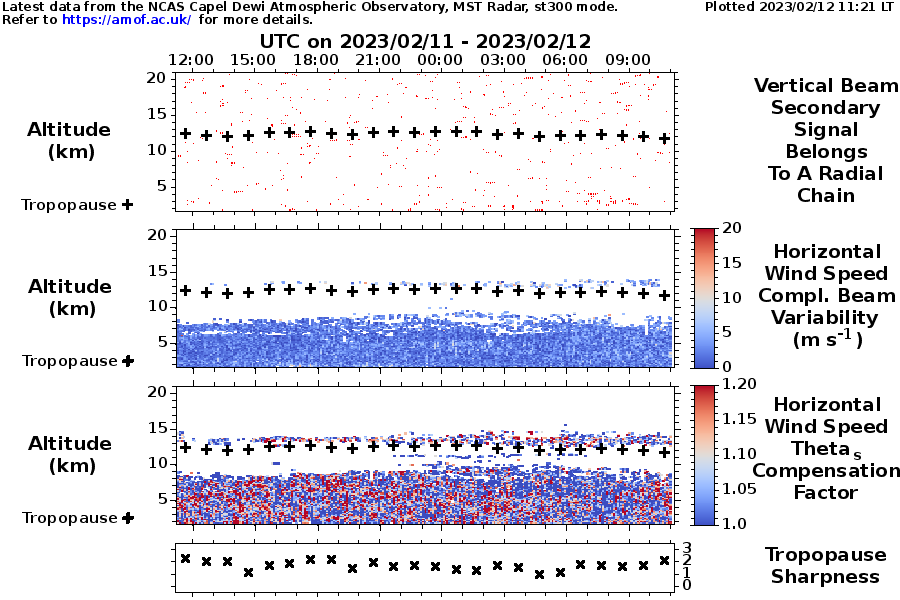 Latest data from the NCAS Capel Dewi Atmospheric Observatory, MST Radar, st300 mode.
Plotted 2023/02/12 11:21 LT
Refer to https://amof.ac.uk/ for more details.
UTC on 2023/02/11 - 2023/02/12
12:00 15:00 18:00 21:00 00:00 03:00 06:00 09:00
20
15
10
5
Altitude
(km)
Tropopause +
Vertical Beam
Secondary
Signal
Belongs
To A Radial
Chain
20
15
10
5
Altitude
(km)
Tropopause +
20
15
10
5
0
Horizontal
Wind Speed
Compl. Beam
Variability
(m s-1)
20
15
10
5
Altitude
(km)
Tropopause +
1.20
1.15
1.10
1.05
1.0
Horizontal
Wind Speed
Theta s
Compensation
Factor
3
2
1
0
Tropopause
Sharpness